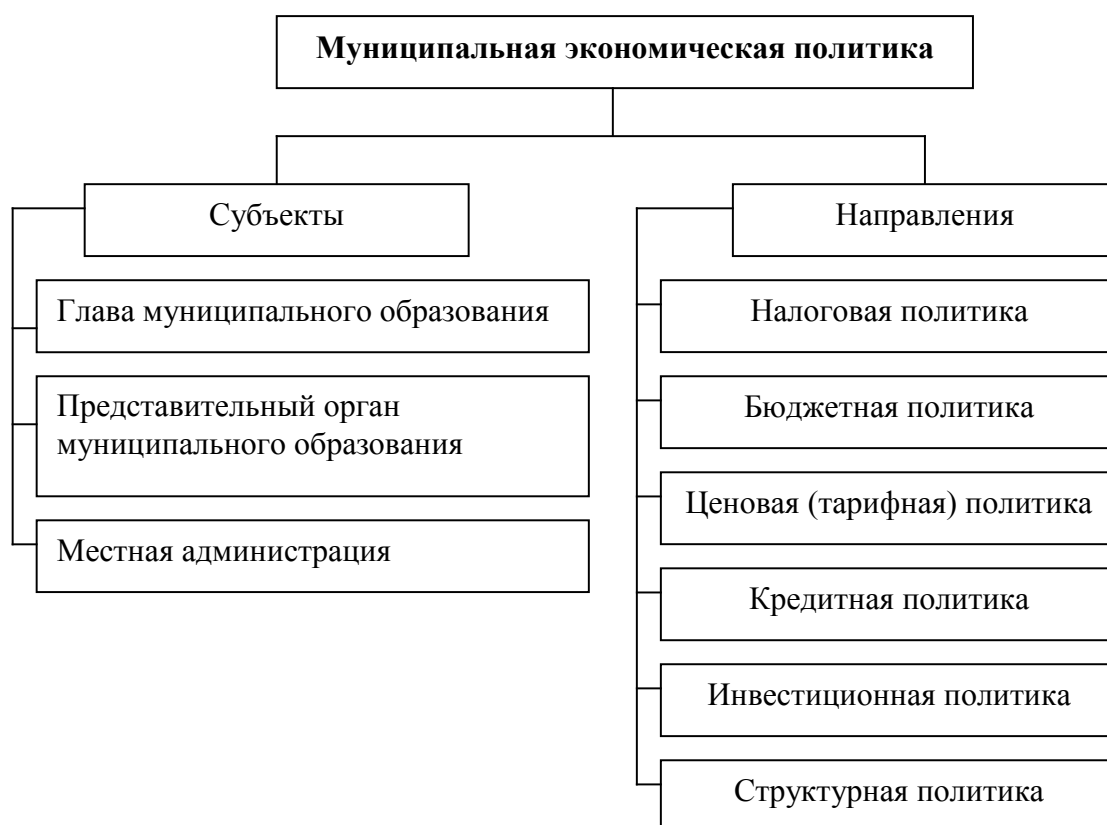 Муниципальная экономическая политика
Субъекты
Глава муниципального образования
Представительный орган
муниципального образования
Местная администрация
Направления
Налоговая политика
Бюджетная политика
Ценовая (тарифная) политика
Кредитная политика
Инвестиционная политика
Структурная политика